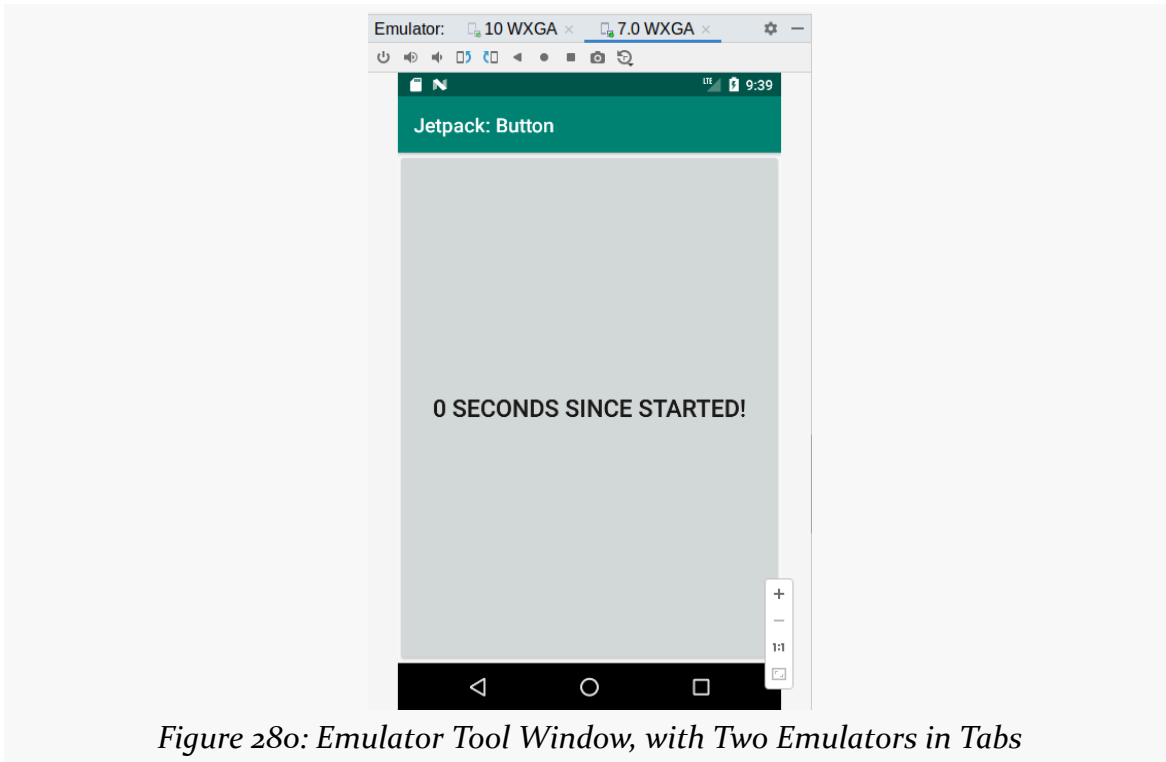 Emulator: 10 WXGA × 7.0 WXGA ×
LTE 9:39
Jetpack: Button
0 SECONDS SINCE STARTED!
1:1
Figure 280: Emulator Tool Window, with Two Emulators in Tabs